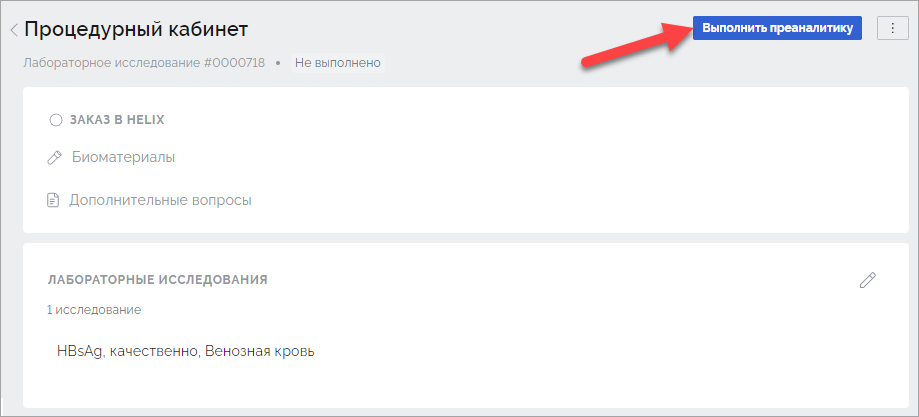 Процедурный кабинет
Выполнить преаналитику
Лабораторное исследование #0000718 • Не выполнено
ЗАКАЗ В HELIX
Биоматериалы
Дополнительные вопросы
ЛАБОРАТОРНЫЕ ИССЛЕДОВАНИЯ
1 исследование
HBsAg, качественно, Венозная кровь